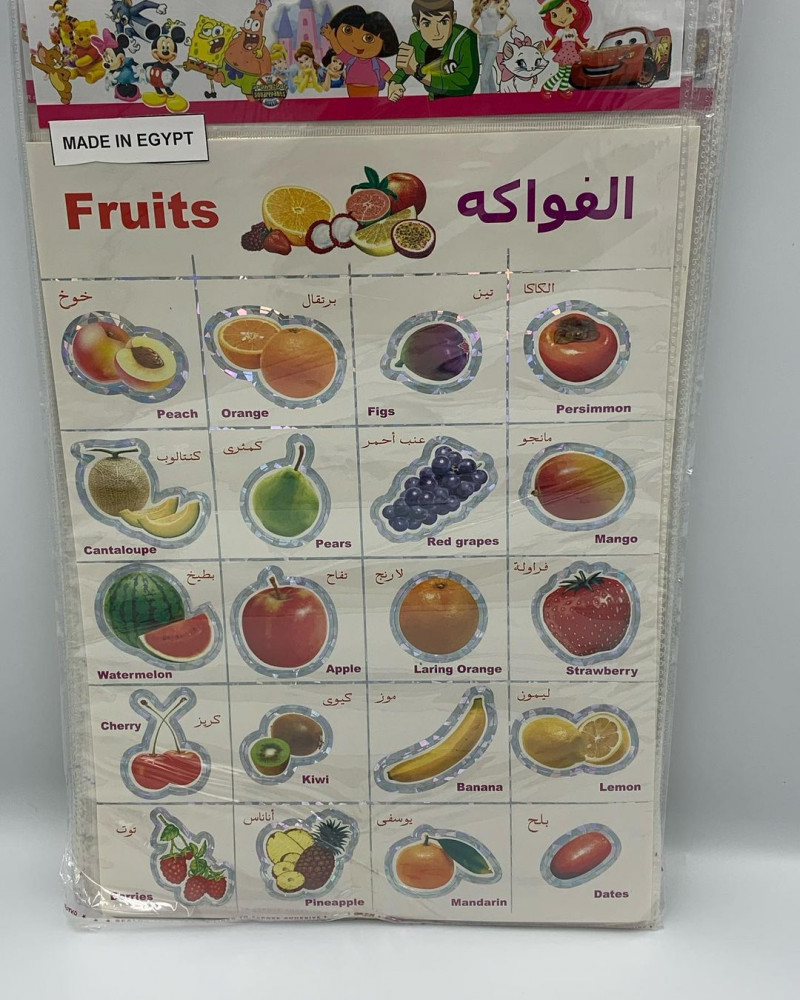 MADE IN EGYPT
Fruits
الفواكه
خوخ
Peach
برتقال
Orange
تين
Figs
الكاكا
Persimmon
كنتالوب
Cantaloupe
كمثرى
Pears
عنب أحمر
Red grapes
مانجو
Mango
بطيخ
Watermelon
تفاح
Apple
لارنج
Laring Orange
فراولة
Strawberry
Cherry
كريز
كيوى
Kiwi
موز
Banana
ليمون
Lemon
توت
Berries
أناناس
Pineapple
يوسفى
Mandarin
بلح
Dates